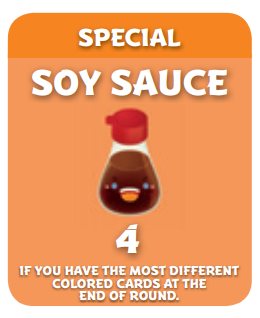 SPECIAL
SOY SAUCE
4
IF YOU HAVE THE MOST DIFFERENT
COLORED CARDS AT THE
END OF ROUND.